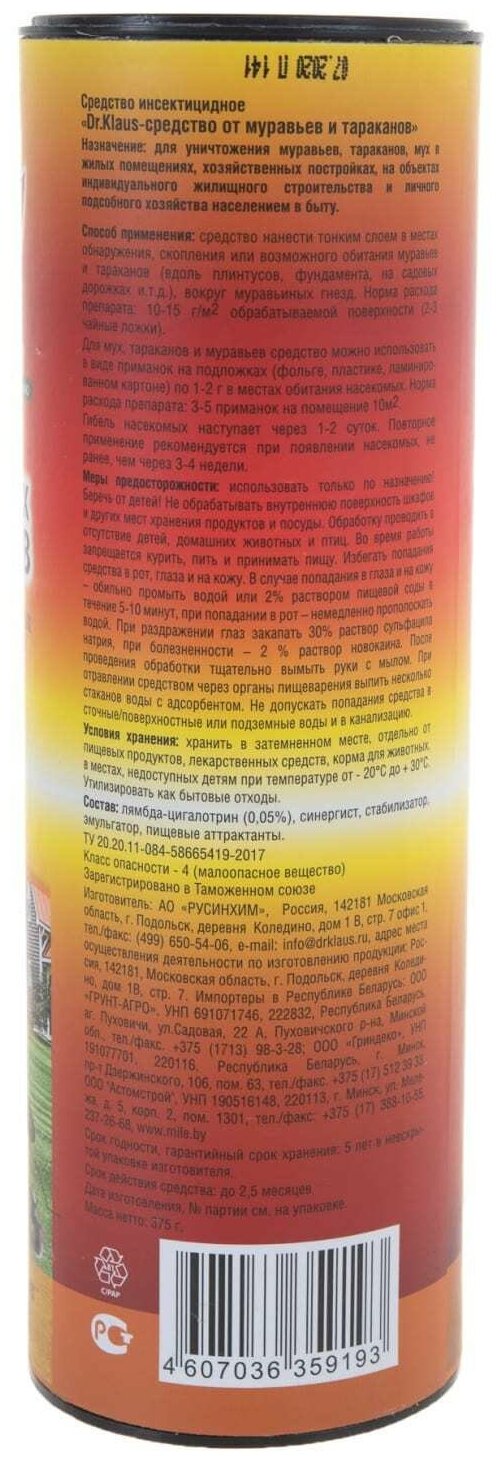 07.2020 П 141
Средство инсектицидное
«Dr.Klaus-средство от муравьев и тараканов»
Назначение: для уничтожения муравьев, тараканов, мух в
жилых помещениях, хозяйственных постройках, на объектах
индивидуального жилищного строительства и личного
подсобного хозяйства населением в быту.
Способ применения: средство нанести тонким слоем в местах
обнаружения, скопления или возможного обитания муравьев
и тараканов (вдоль плинтусов, фундамента, на садовых
дорожках и.т.д.), вокруг муравьиных гнезд. Норма расхода
препарата: 10-15 г/м2 обрабатываемой поверхности (2-3
чайные ложки).
Для мух, тараканов и муравьев средство можно использовать
в виде приманок на подложках (фольге, пластике, ламиниро-
ванном картоне) по 1-2 г в местах обитания насекомых. Норма
расхода препарата: 3-5 приманок на помещение 10м2.
Гибель насекомых наступает через 1-2 суток. Повторное
применение рекомендуется при появлении насекомых, не
ранее, чем через 3-4 недели.
Меры предосторожности: использовать только по назначению!
Беречь от детей! Не обрабатывать внутреннюю поверхность шкафов
и других мест хранения продуктов и посуды. Обработку проводить в
отсутствие детей, домашних животных и птиц. Во время работы
запрещается курить, пить и принимать пищу. Избегать попадания
средства в рот, глаза и на кожу. В случае попадания в глаза и на кожу
– обильно промыть водой или 2% раствором пищевой соды в
течение 5-10 минут, при попадании в рот – немедленно прополоскать
водой. При раздражении глаз закапать 30% раствор сульфацила
натрия, при болезненности – 2 % раствор новокаина. После
проведения обработки тщательно вымыть руки с мылом. При
отравлении средством через органы пищеварения выпить несколько
стаканов воды с адсорбентом. Не допускать попадания средства в
сточные/поверхностные или подземные воды и в канализацию.
Условия хранения: хранить в затемненном месте, отдельно от
пищевых продуктов, лекарственных средств, корма для животных,
в местах, недоступных детям при температуре от - 20°C до + 30°C.
Утилизировать как бытовые отходы.
Состав: лямбда-цигалотрин (0,05%), синергист, стабилизатор,
эмульгатор, пищевые аттрактанты.
ТУ 20.20.11-084-58665419-2017
Класс опасности - 4 (малоопасное вещество)
Зарегистрировано в Таможенном союзе
Изготовитель: АО «РУСИНХИМ», Россия, 142181 Московская
область, г. Подольск, деревня Коледино, дом 1 В, стр. 7 офис 1,
тел./факс: (499) 650-54-06, e-mail: info@drklaus.ru, адрес места
осуществления деятельности по изготовлению продукции: Рос-
сия, 142181, Московская область, г. Подольск, деревня Коледи-
но, дом 1В, стр. 7. Импортеры в Республике Беларусь: ООО
«ГРУНТ-АГРО», УНП 691071746, 222832, Республика Беларусь,
аг. Луховичи, ул.Садовая, 22 А, Пуховичского р-на, Минской
обл., тел./факс. +375 (1713) 98-3-28; ООО «Гриндеко», УНП
191077701, 220116, Республика Беларусь, г. Минск,
пр-т Дзержинского, 106, пом. 63, тел./факс. +375 (17) 512 39 33,
ООО "Астомстрой", УНП 190516148, 220113, г. Минск, ул. Меле-
жа, д. 5, корп. 2, пом. 1301, тел./факс: +375 (17) 388-10-55,
237-26-68, www.mile.by
Срок годности, гарантийный срок хранения: 5 лет в невскры-
той упаковке изготовителя.
Срок действия средства: до 2,5 месяцев
Дата изготовления, № партии см. на упаковке.
Масса нетто: 375 г.
C/PAP
4 607036 359193